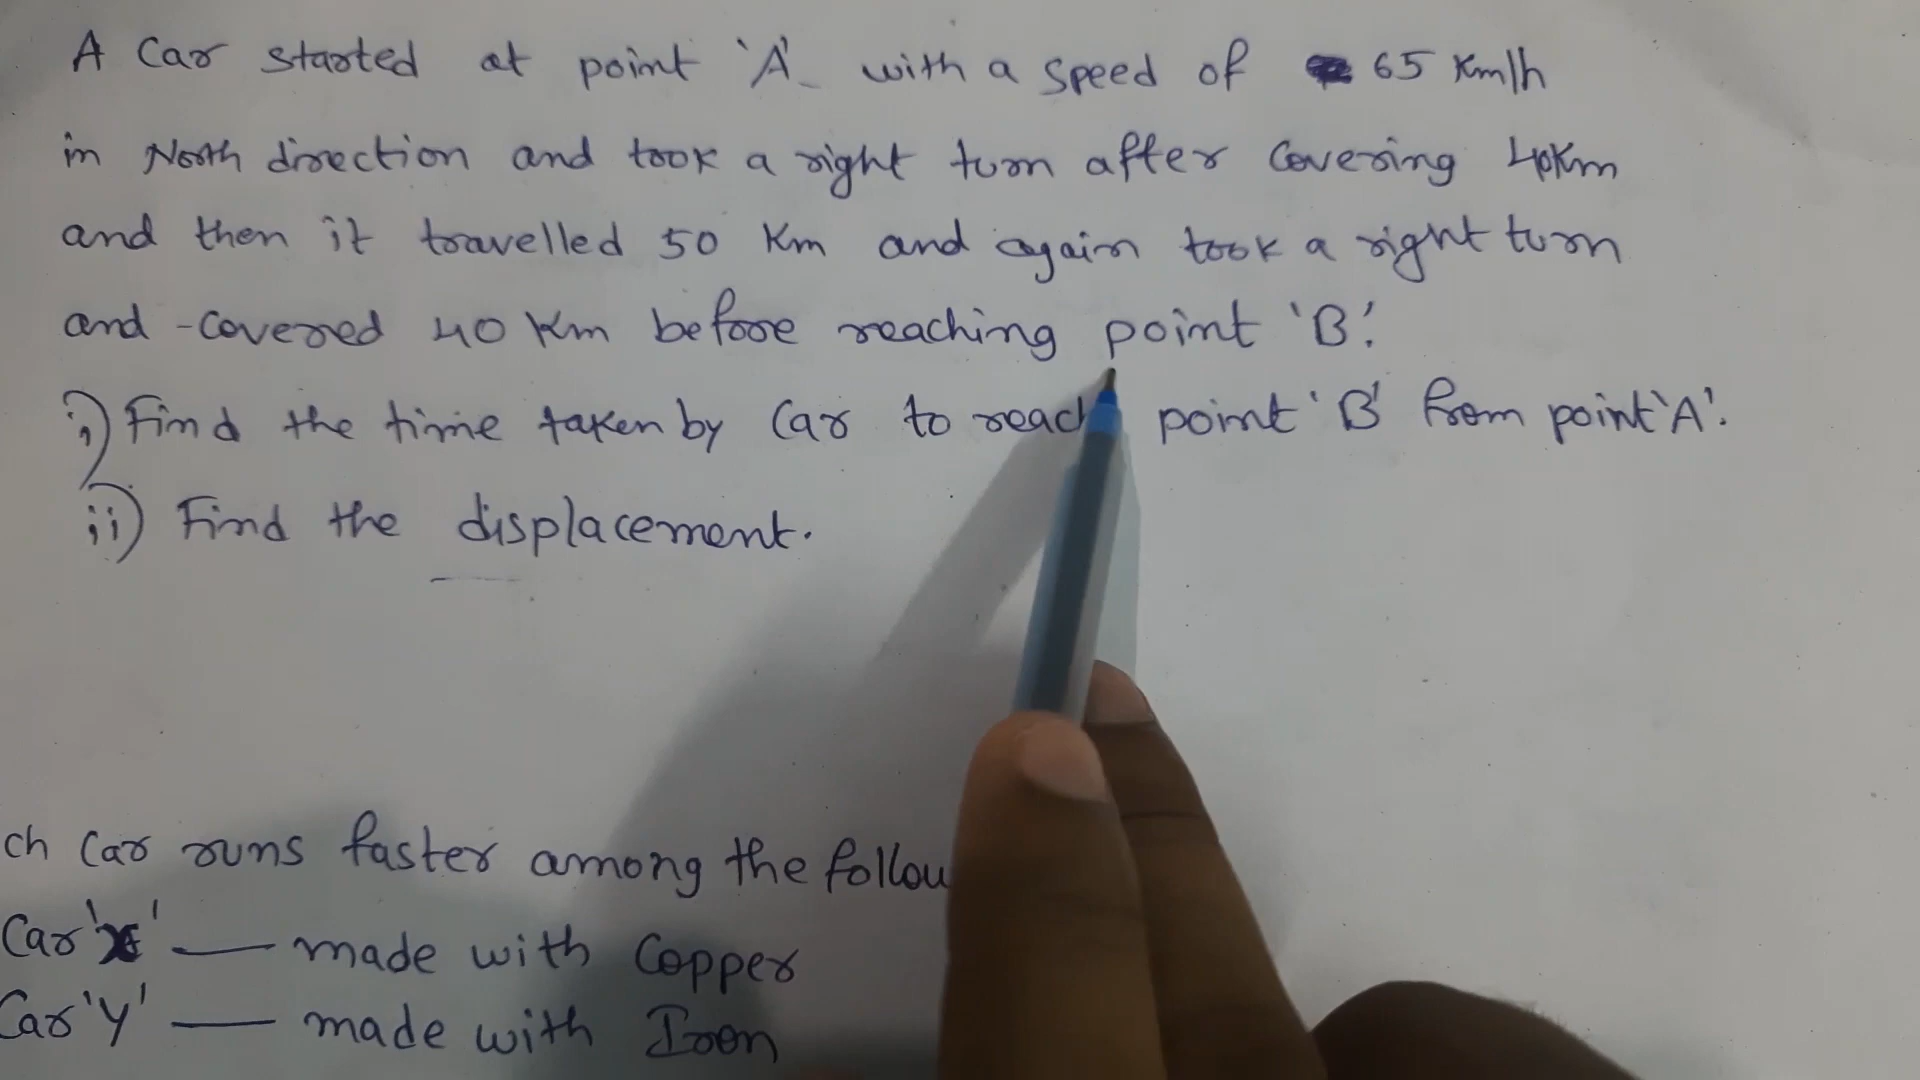 A Car started at point 'A' with a speed of 65 Km/h
in North direction and took a right turn after Covering 40Km
and then it travelled 50 Km and again took a right turn
and -Covered 40 Km before reaching point 'B'.
i) Find the time taken by Car to reach point 'B' from point 'A'.
ii) Find the displacement.
ch Car runs faster among the follow
Car 'X' — made with Copper
Car 'Y' — made with Iron